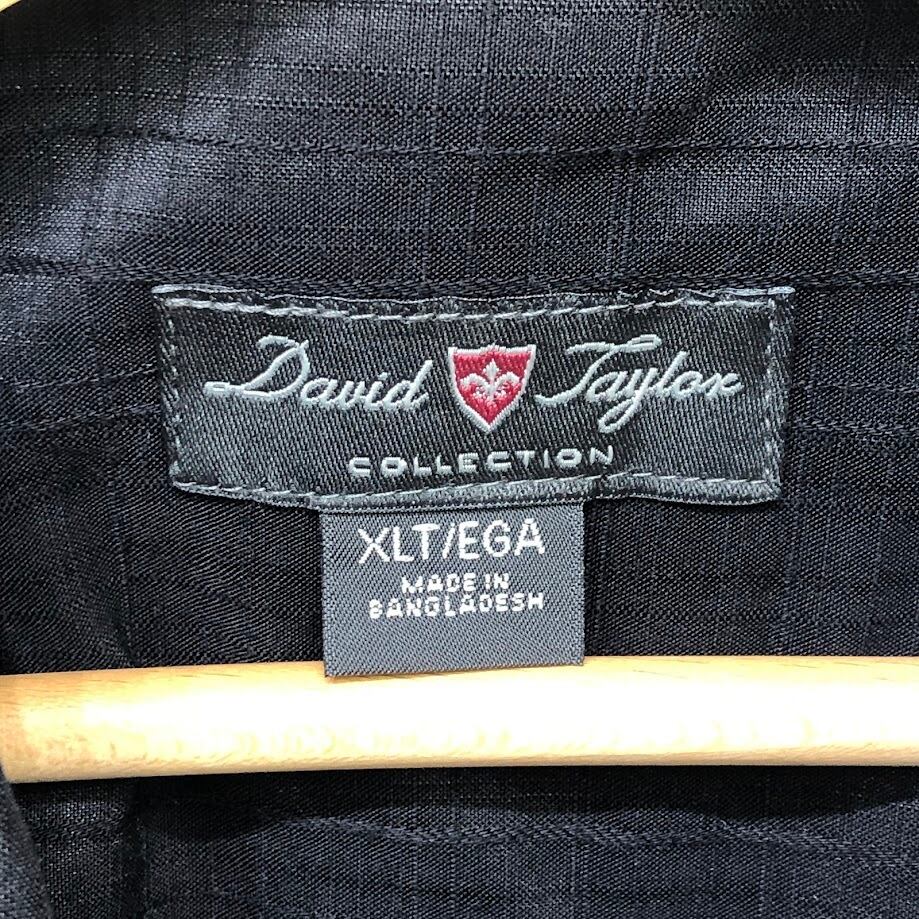 David Taylor
COLLECTION
XLT/EGA
MADE IN
BANGLADESH